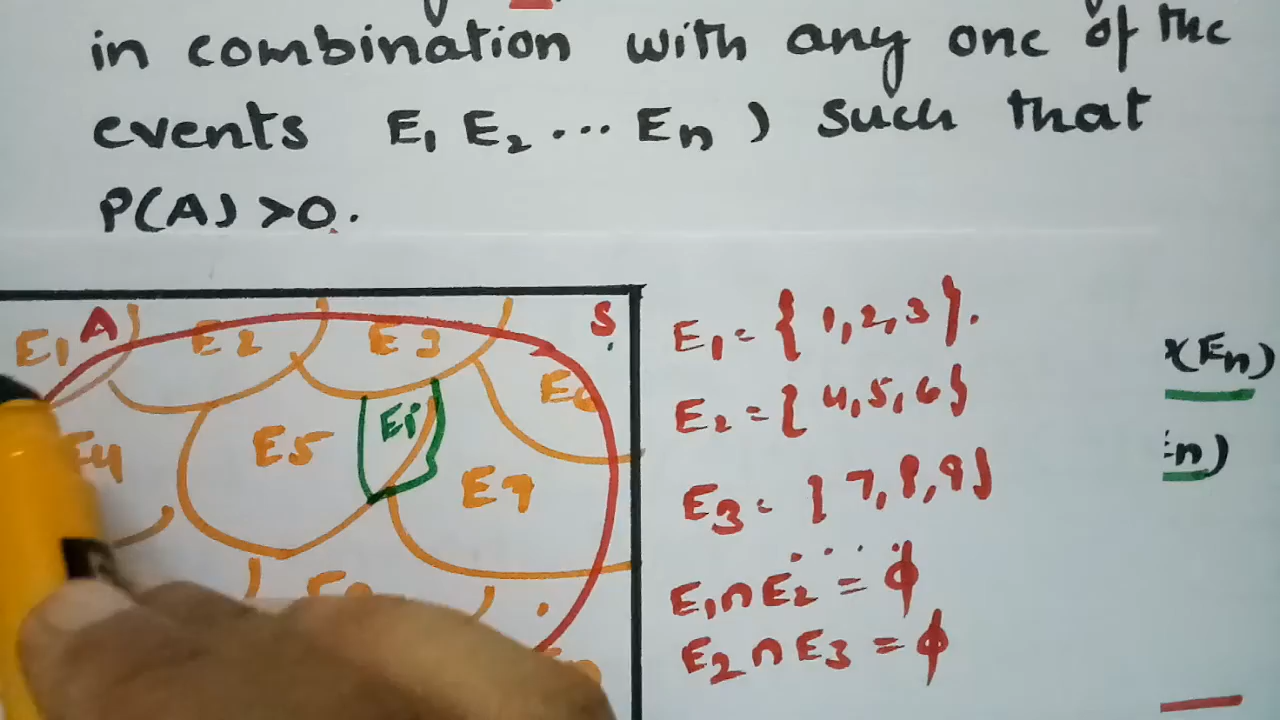 in combination with any one of the
events E₁ E₂ ... En ) such that
P(A) >0.
E1 A E2 E3 S
E6
E4 E5 Ei E7
E₁ = { 1,2,3 }.
E₂ = { 4,5,6 }
E₃ = { 7,8,9 }
E₁∩E₂ = ϕ
E₂∩E₃ = ϕ
(En)
n)